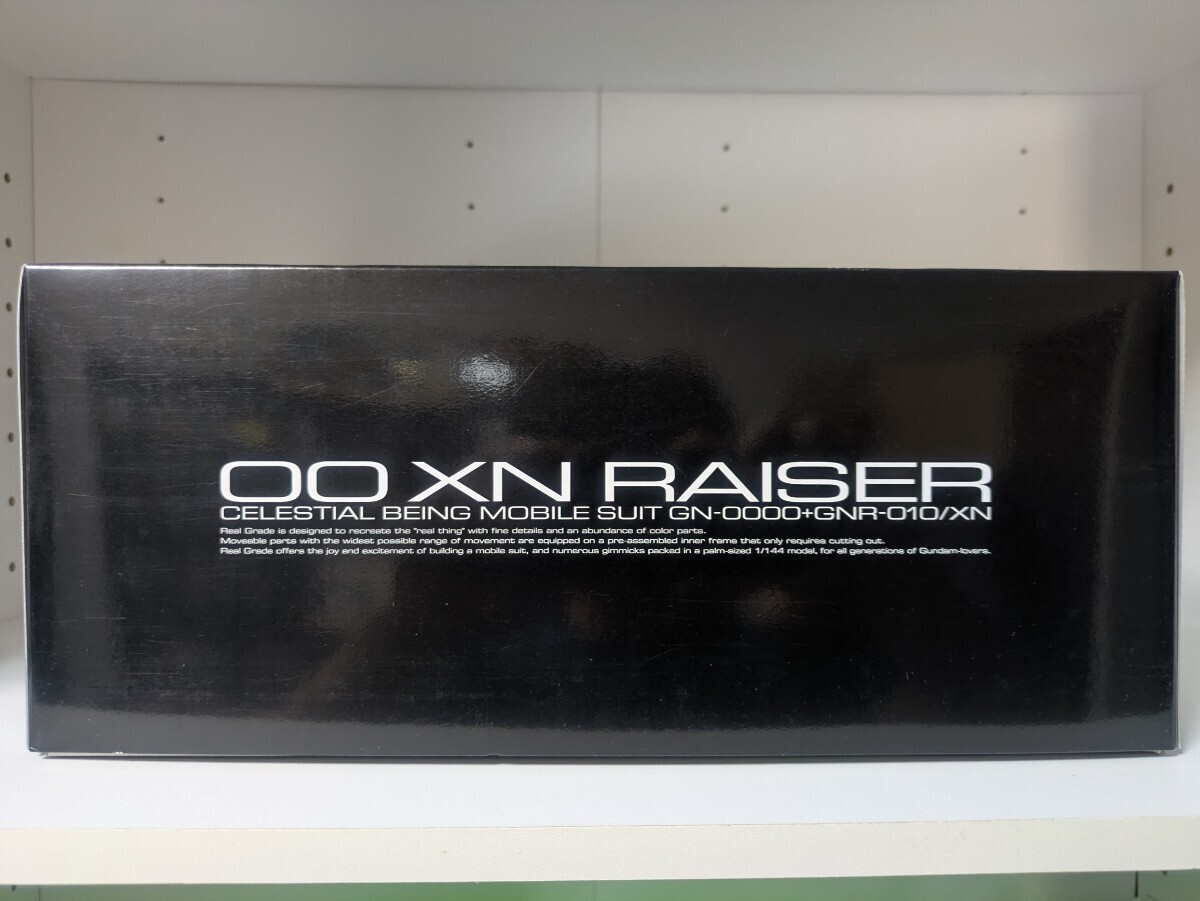 OO XN RAISER
CELESTIAL BEING MOBILE SUIT GN-0000+GNR-010/XN
Real Grade is designed to recreate the "real thing" with fine details and an abundance of color parts.
Moveable parts with the widest possible range of movement are equipped on a pre-assembled inner frame that only requires cutting out.
Real Grade offers the joy and excitement of building a mobile suit, and numerous gimmicks packed in a palm-sized 1/144 model, for all generations of Gundam-lovers.